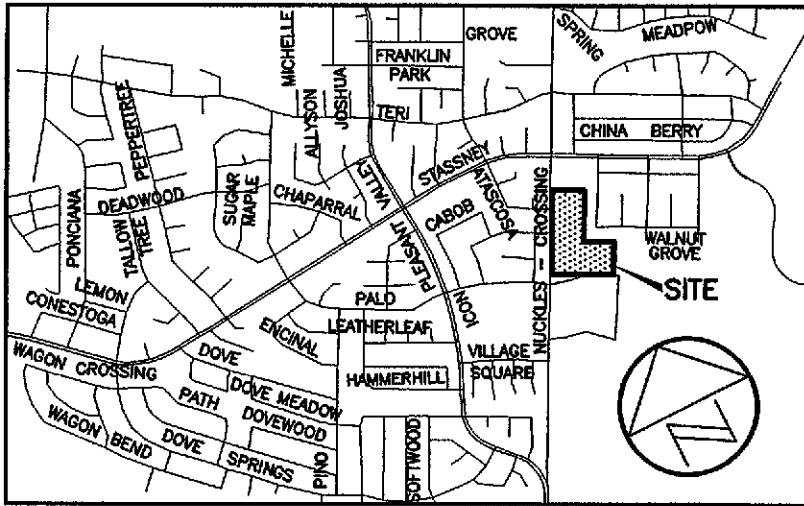 SPRING
MEADPOW
GROVE
MICHELLE
FRANKLIN
PARK
ALLYSON
JOSHUA
TERI
CHINA BERRY
PEPPERTREE
STASSNEY
VALLEY
ATASCOSA
SUGAR
MAPLE
CHAPARRAL
DEADWOOD
PONCIANA
TALLOW
TREE
CABOB
PLEASANT
NUCKLES - CROSSING
WALNUT
GROVE
SITE
LEMON
CONESTOGA
PALO
ICON
ENCINAL
LEATHERLEAF
WAGON CROSSING
DOVE
VILLAGE
SQUARE
HAMMERHILL
DOVE MEADOW
PATH
DOVEWOOD
WAGON BEND
DOVE SPRINGS
PINO
SOFTWOOD
N